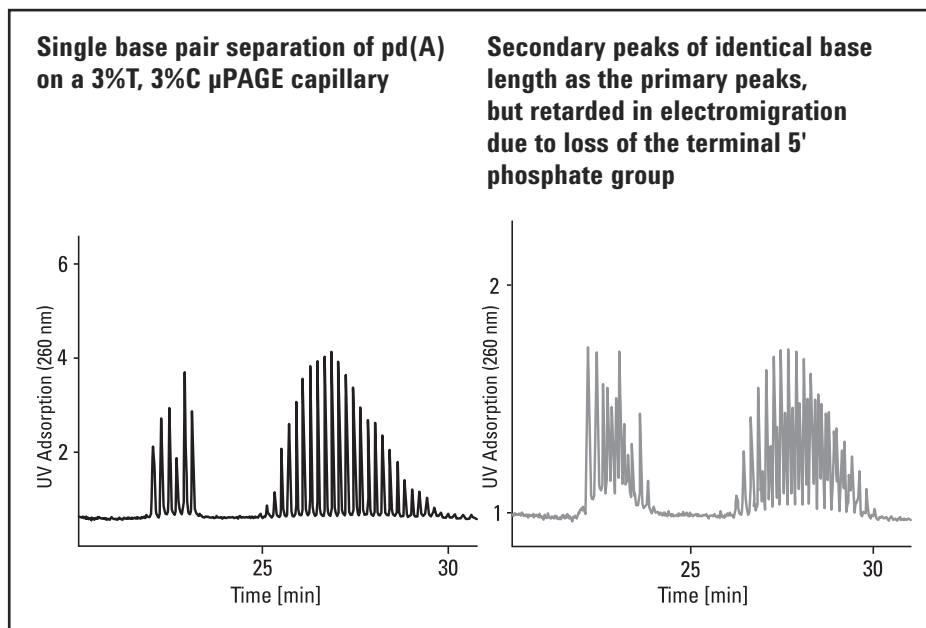 Single base pair separation of pd(A)
on a 3%T, 3%C µPAGE capillary
6
4
2
UV Adsorption (260 nm)
25
30
Time [min]
Secondary peaks of identical base
length as the primary peaks,
but retarded in electromigration
due to loss of the terminal 5'
phosphate group
2
1
UV Adsorption (260 nm)
25
30
Time [min]